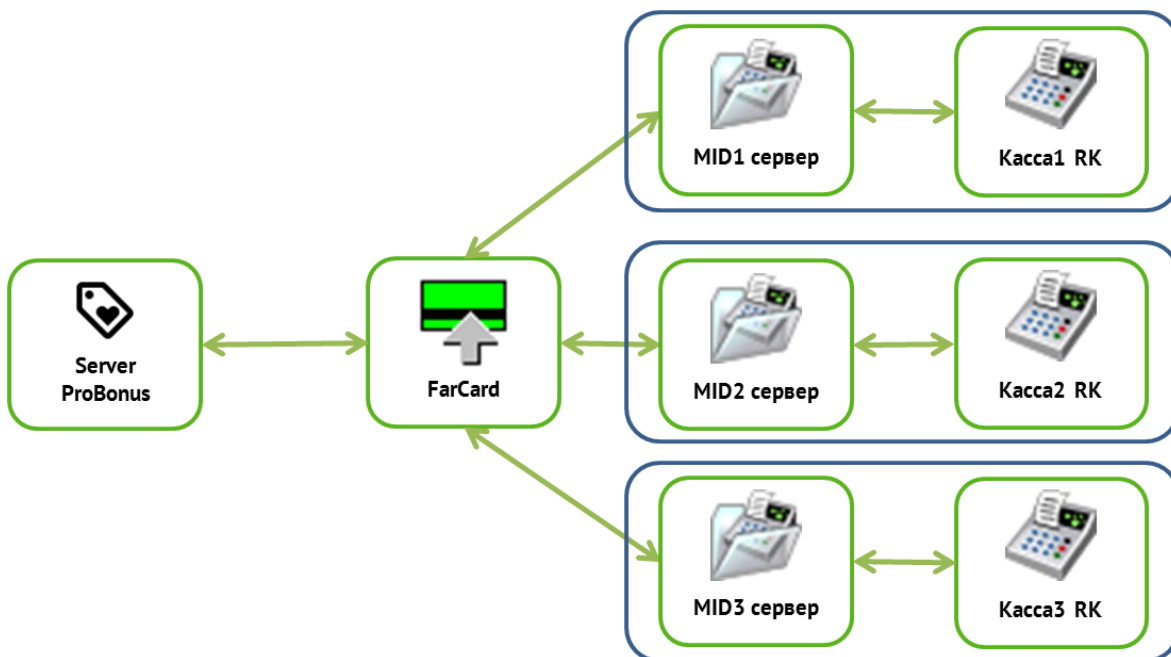 MID1 сервер
Касса1 RK
Server
ProBonus
FarCard
MID2 сервер
Касса2 RK
MID3 сервер
Касса3 RK